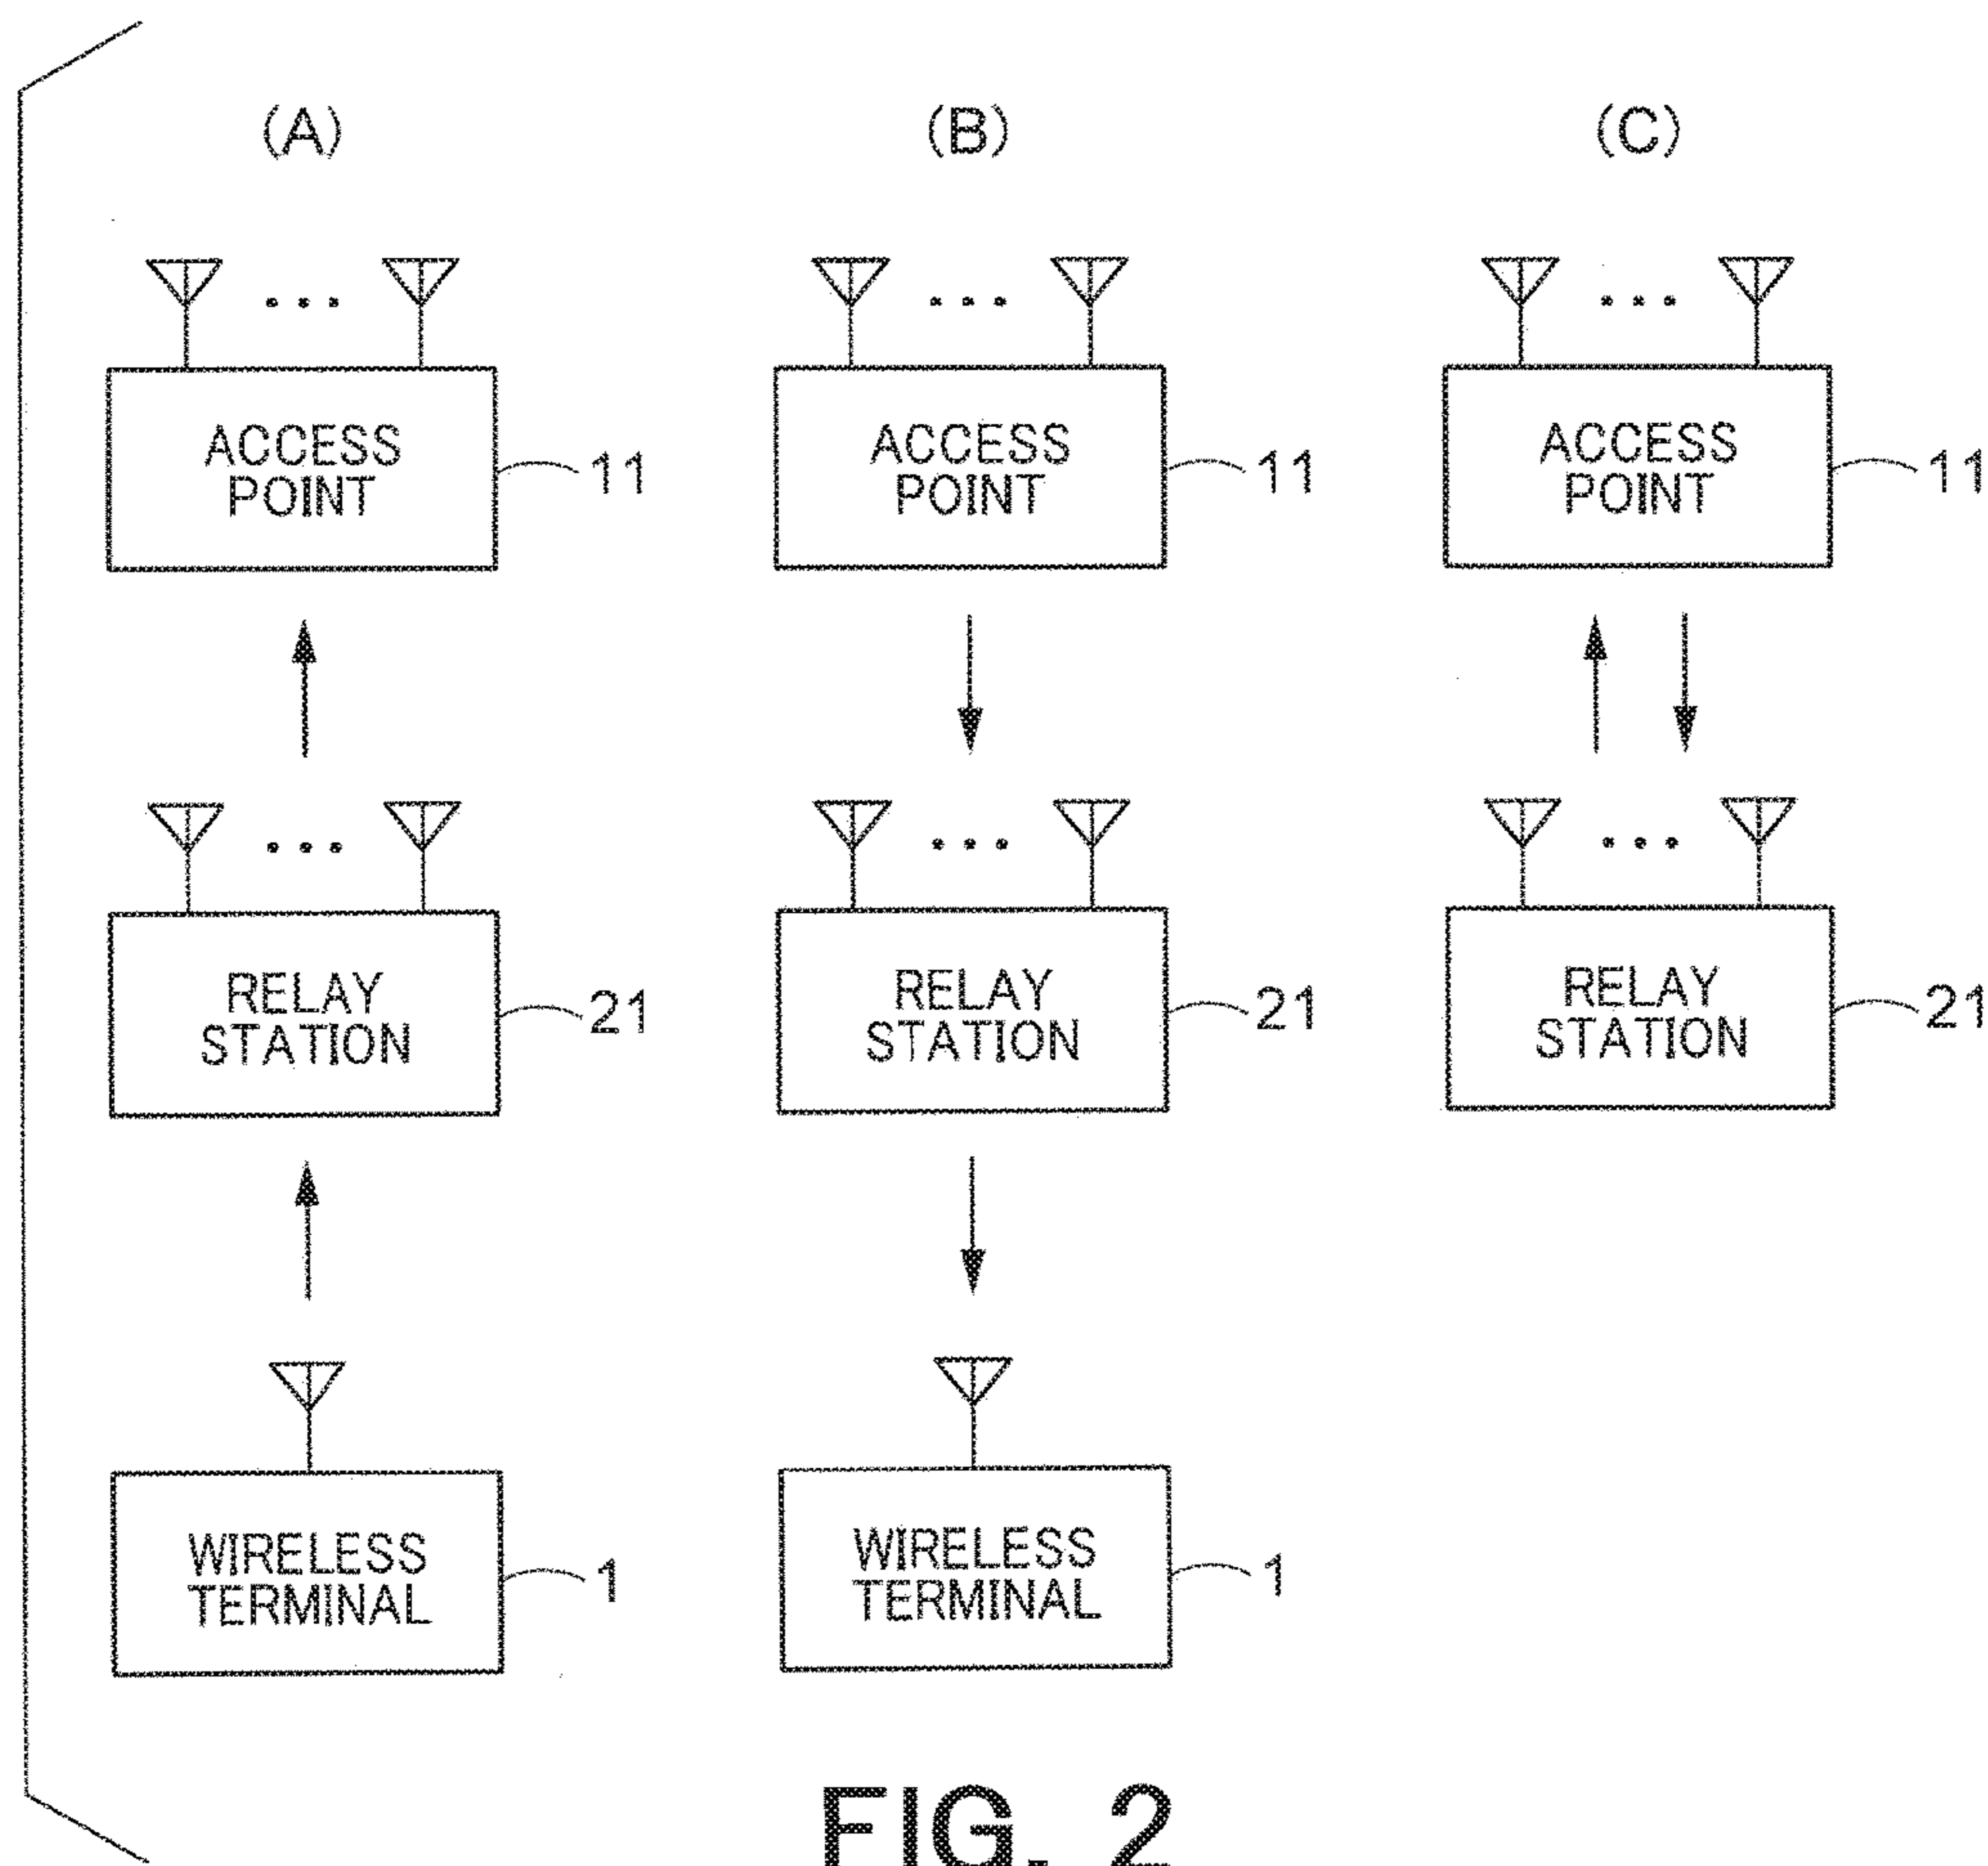 (A) (B) (C)
ACCESS ACCESS ACCESS
POINT 11 POINT 11 POINT 11
RELAY RELAY RELAY
STATION 21 STATION 21 STATION 21
WIRELESS WIRELESS
TERMINAL 1 TERMINAL 1
FIG. 2